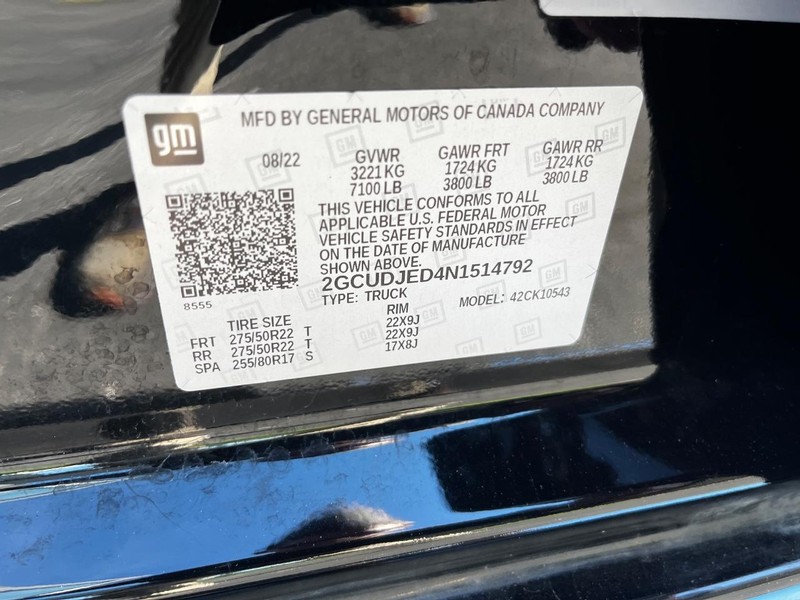 gm
MFD BY GENERAL MOTORS OF CANADA COMPANY
08/22 GVWR GAWR FRT GAWR RR
3221 KG 1724 KG 1724 KG
7100 LB 3800 LB 3800 LB
THIS VEHICLE CONFORMS TO ALL
APPLICABLE U.S. FEDERAL MOTOR
VEHICLE SAFETY STANDARDS IN EFFECT
ON THE DATE OF MANUFACTURE
SHOWN ABOVE.
2GCUDJED4N1514792
8555
TYPE: TRUCK MODEL: 42CK10543
TIRE SIZE RIM
FRT 275/50R22 T 22X9J
RR 275/50R22 T 22X9J
SPA 255/80R17 S 17X8J